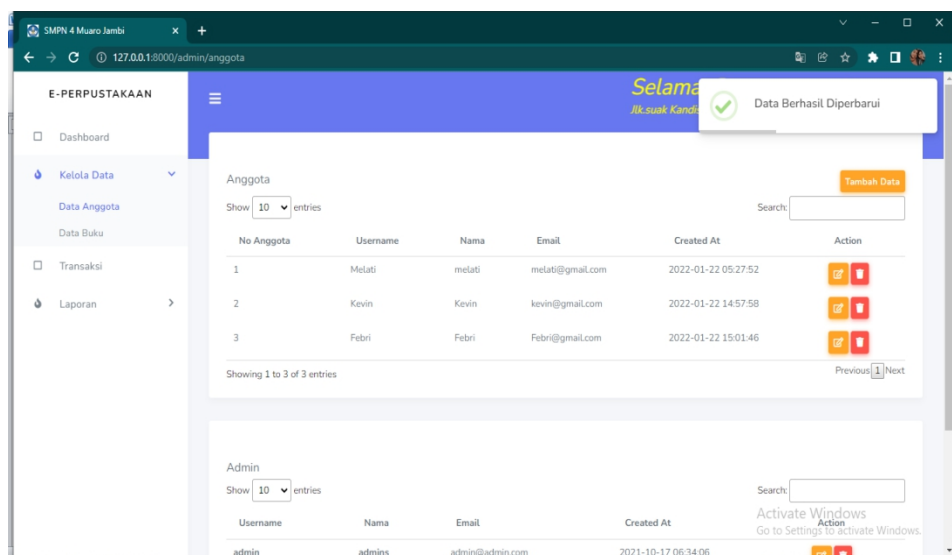 SMPN 4 Muaro Jambi
127.0.0.1:8000/admin/anggota
E-PERPUSTAKAAN
Dashboard
Kelola Data
Data Anggota
Data Buku
Transaksi
Laporan
Jlk.suak
Data Berhasil Diperbarui
Anggota
Tambah Data
Show 10 entries
Search:
No Anggota Username Nama Email Created At Action
1 Melati melati melati@gmail.com 2022-01-22 05:27:52
2 Kevin Kevin kevin@gmail.com 2022-01-22 14:57:58
3 Febri Febri Febri@gmail.com 2022-01-22 15:01:46
Showing 1 to 3 of 3 entries
Previous 1 Next
Admin
Show 10 entries
Search:
Username Nama Email Created At Action
admin admins admin@admin.com 2021-10-17 06:34:06
Activate Windows
Go to Settings to activate Windows.